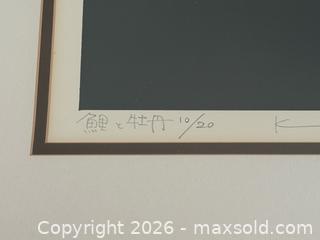 鯉と牡丹 10/20 K
Copyright 2026 - maxsold.com